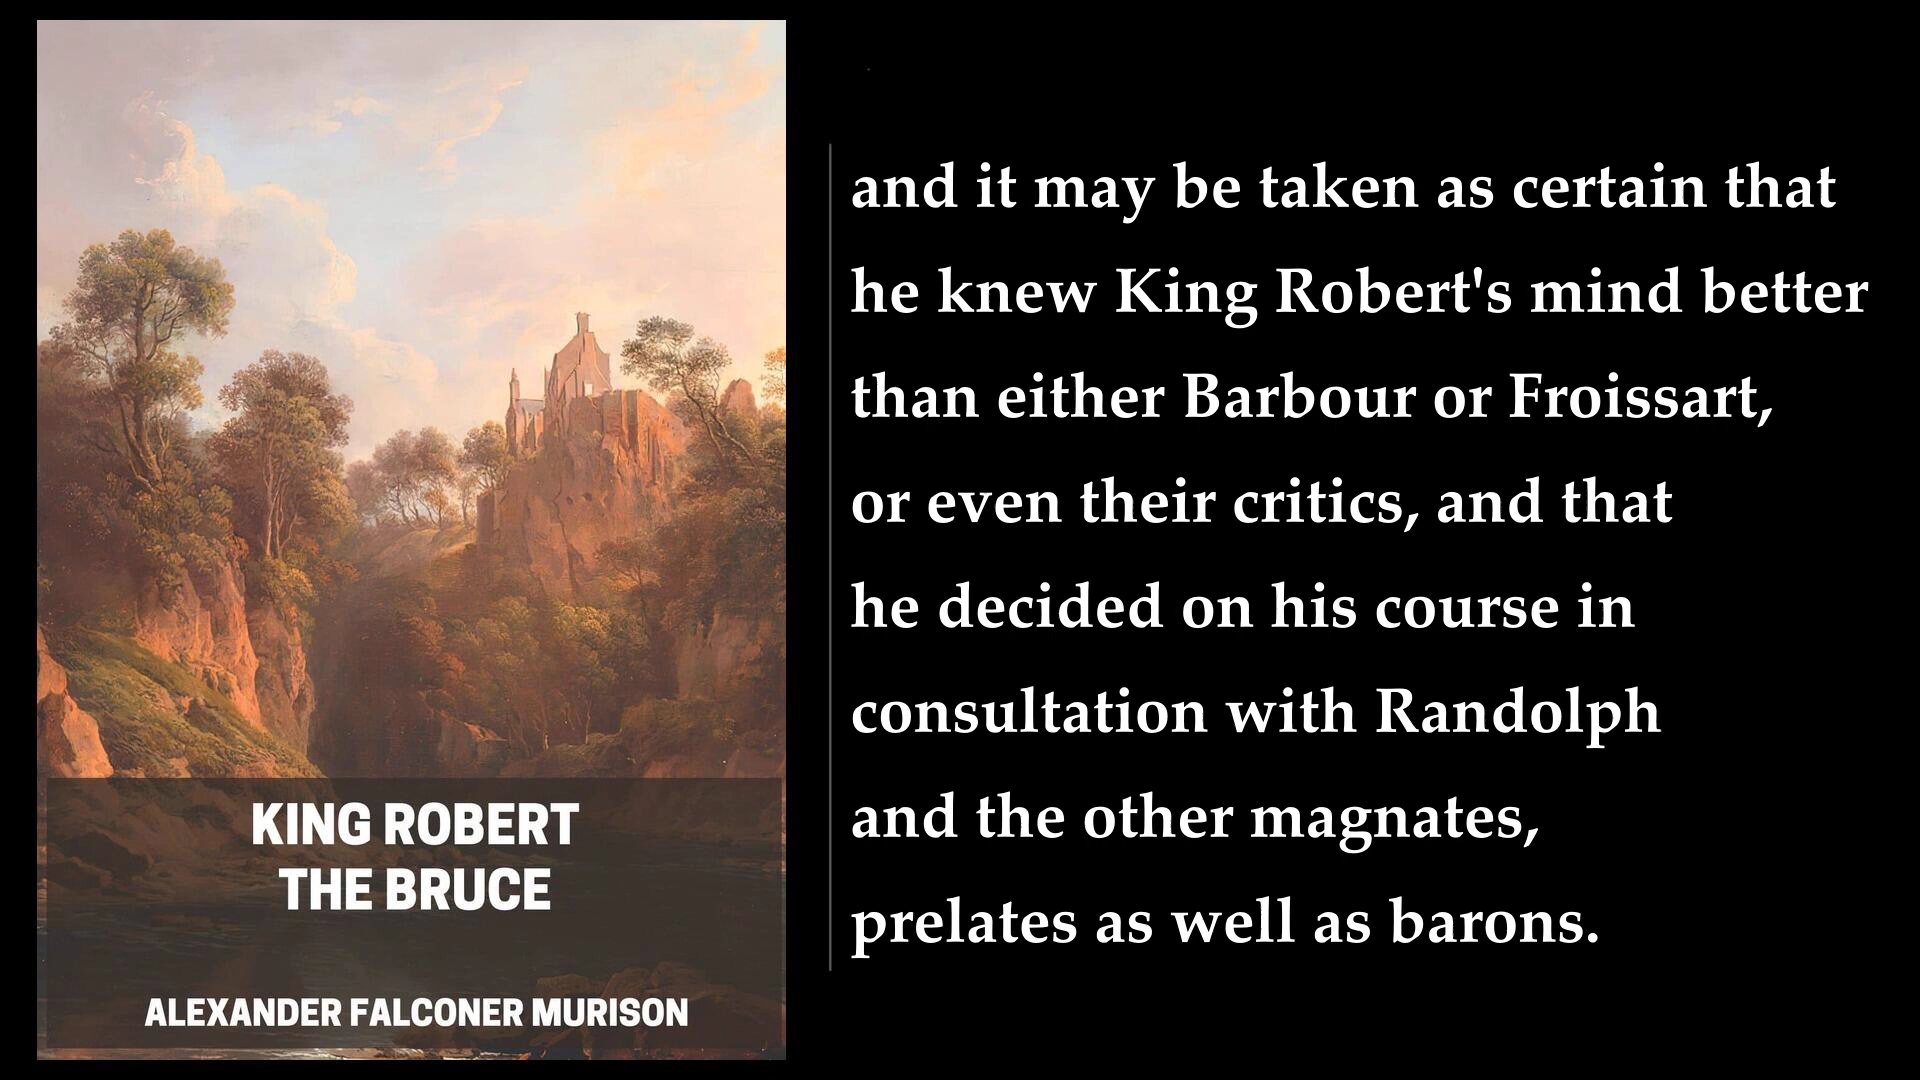 KING ROBERT
THE BRUCE
ALEXANDER FALCONER MURISON
and it may be taken as certain that
he knew King Robert's mind better
than either Barbour or Froissart,
or even their critics, and that
he decided on his course in
consultation with Randolph
and the other magnates,
prelates as well as barons.